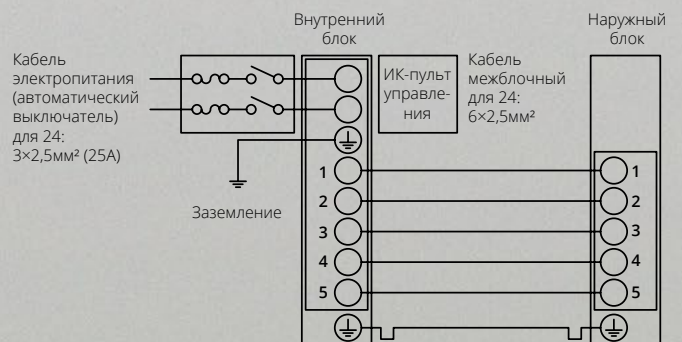 Внутренний
блок
Наружный
блок
Кабель
электропитания
(автоматический
выключатель)
для 24:
3×2,5мм² (25А)
ИК-пульт
управле-
ния
Кабель
межблочный
для 24:
6×2,5мм²
Заземление
1
2
3
4
5
1
2
3
4
5